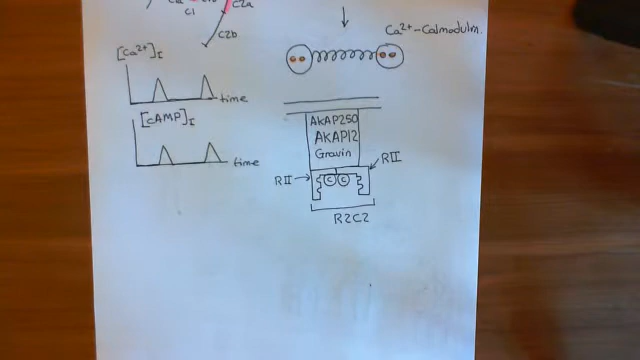 C2a
C1
C2b
[Ca²⁺]ɪ
time
[cAMP]ɪ
time
Ca²⁺-Calmodulin.
AKAP250
AKAP12
Gravin
RII
RII
C C
R2C2